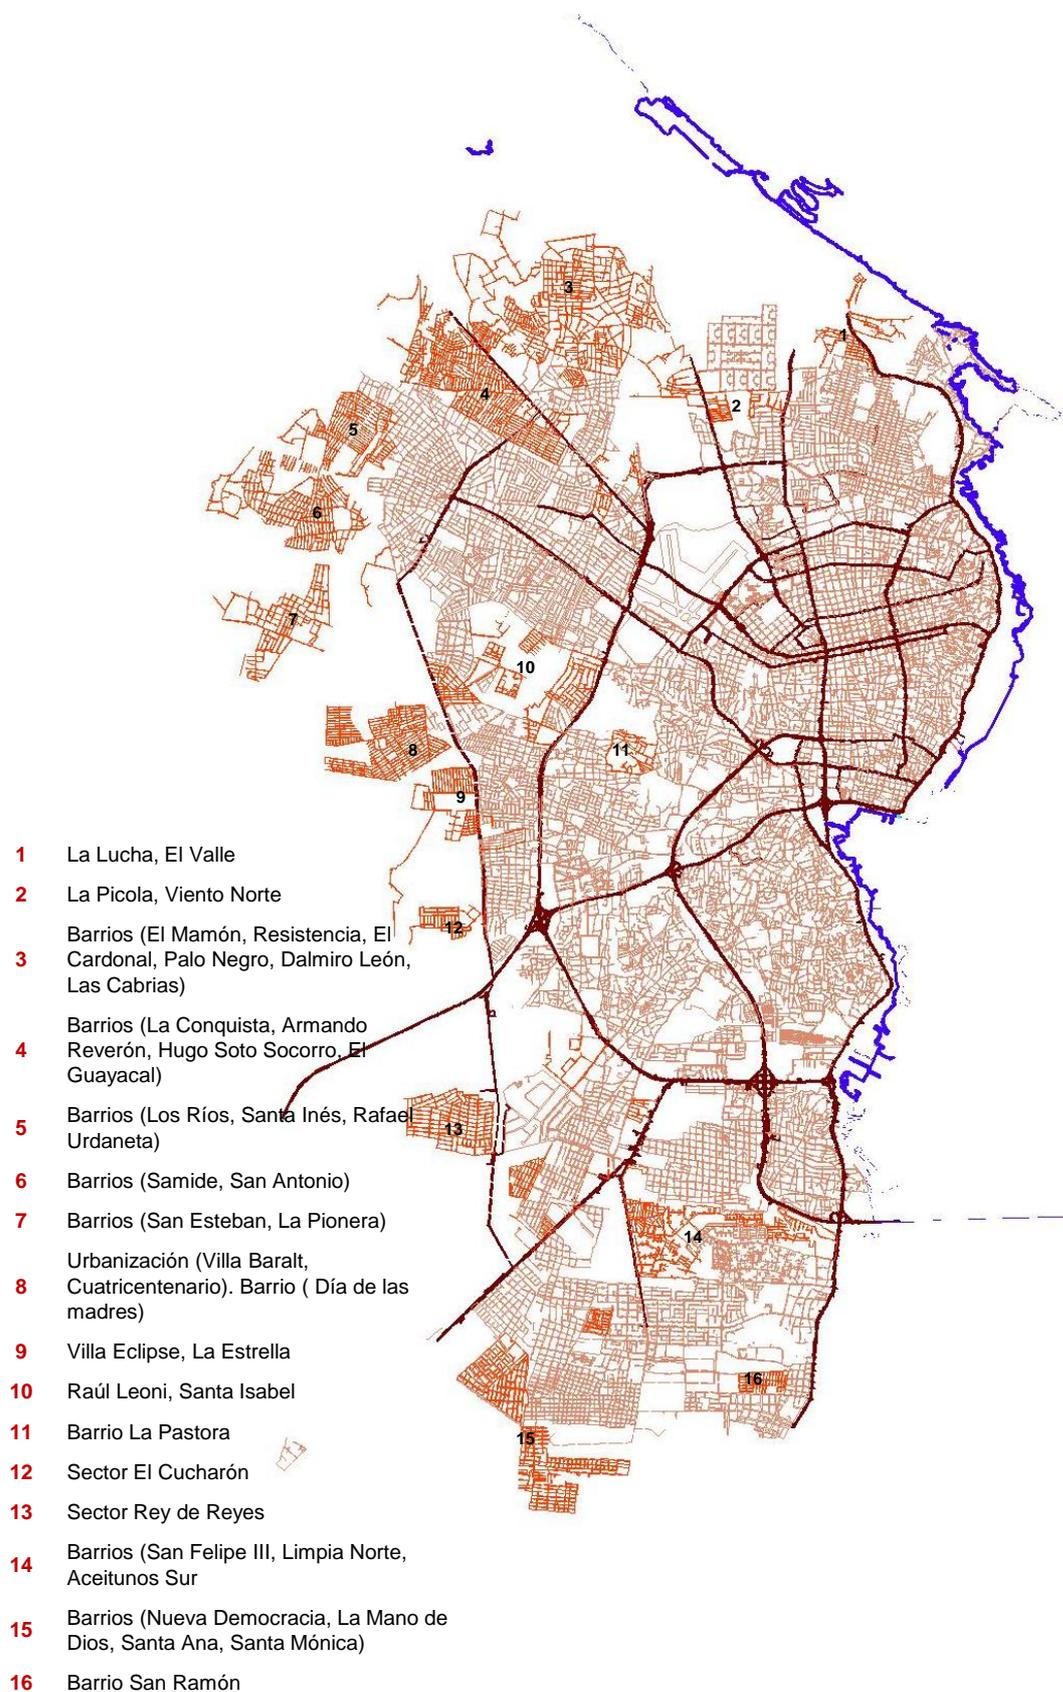 3
1
4
2
5
6
7
10
8
11
9
12
13
14
16
15
1 La Lucha, El Valle
2 La Picola, Viento Norte
Barrios (El Mamón, Resistencia, El
3 Cardonal, Palo Negro, Dalmiro León,
Las Cabrias)
Barrios (La Conquista, Armando
4 Reverón, Hugo Soto Socorro, El
Guayacal)
5 Barrios (Los Ríos, Santa Inés, Rafael
Urdaneta)
6 Barrios (Samide, San Antonio)
7 Barrios (San Esteban, La Pionera)
Urbanización (Villa Baralt,
8 Cuatricentenario). Barrio ( Día de las
madres)
9 Villa Eclipse, La Estrella
10 Raúl Leoni, Santa Isabel
11 Barrio La Pastora
12 Sector El Cucharón
13 Sector Rey de Reyes
14 Barrios (San Felipe III, Limpia Norte,
Aceitunos Sur
15 Barrios (Nueva Democracia, La Mano de
Dios, Santa Ana, Santa Mónica)
16 Barrio San Ramón